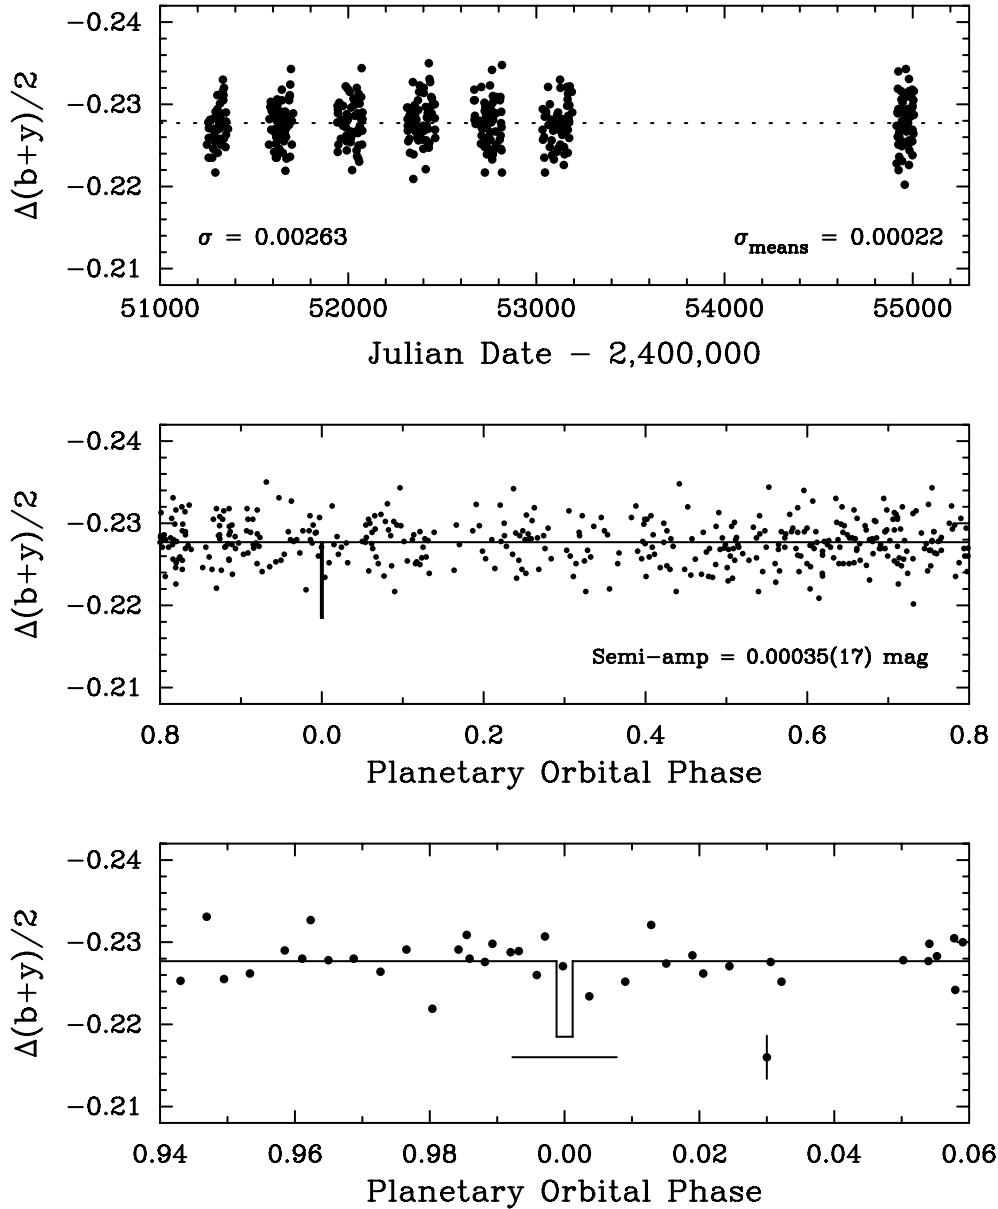 −0.24
−0.23
−0.22
−0.21
Δ(b+y)/2
σ = 0.00263
σmeans = 0.00022
51000 52000 53000 54000 55000
Julian Date − 2,400,000
−0.24
−0.23
−0.22
−0.21
Δ(b+y)/2
Semi−amp = 0.00035(17) mag
0.8 0.0 0.2 0.4 0.6 0.8
Planetary Orbital Phase
−0.24
−0.23
−0.22
−0.21
Δ(b+y)/2
0.94 0.96 0.98 0.00 0.02 0.04 0.06
Planetary Orbital Phase